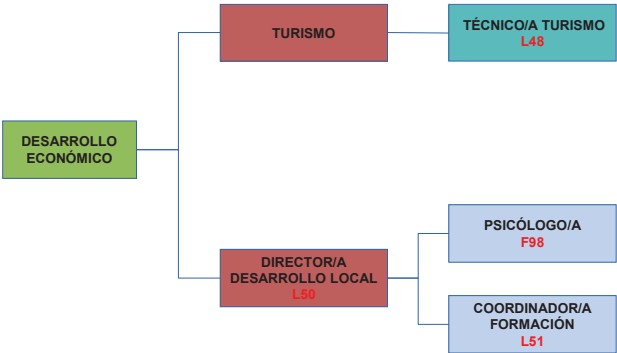 TURISMO
TÉCNICO/A TURISMO
L48
DESARROLLO
ECONÓMICO
PSICÓLOGO/A
F98
DIRECTOR/A
DESARROLLO LOCAL
L50
COORDINADOR/A
FORMACIÓN
L51